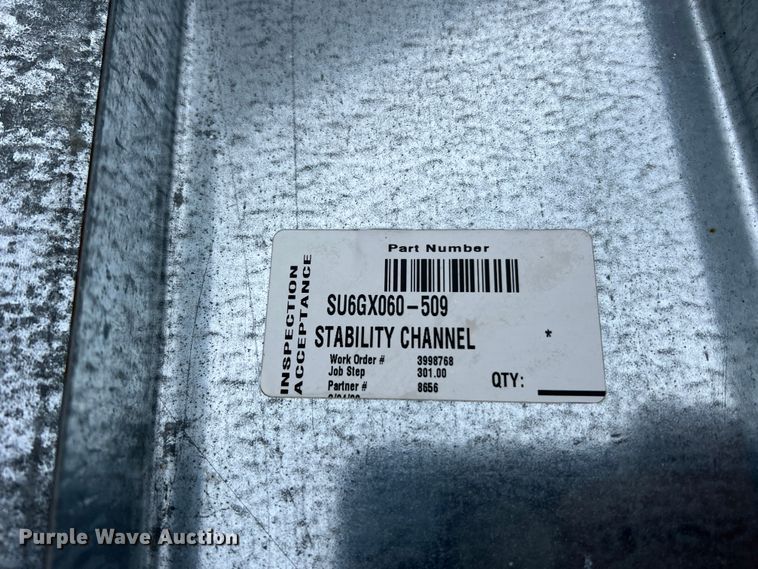 Part Number
INSPECTION
ACCEPTANCE
SU6GX060-509
STABILITY CHANNEL *
Work Order # 3998768
Job Step 301.00
Partner # 8656
QTY:
Purple Wave Auction